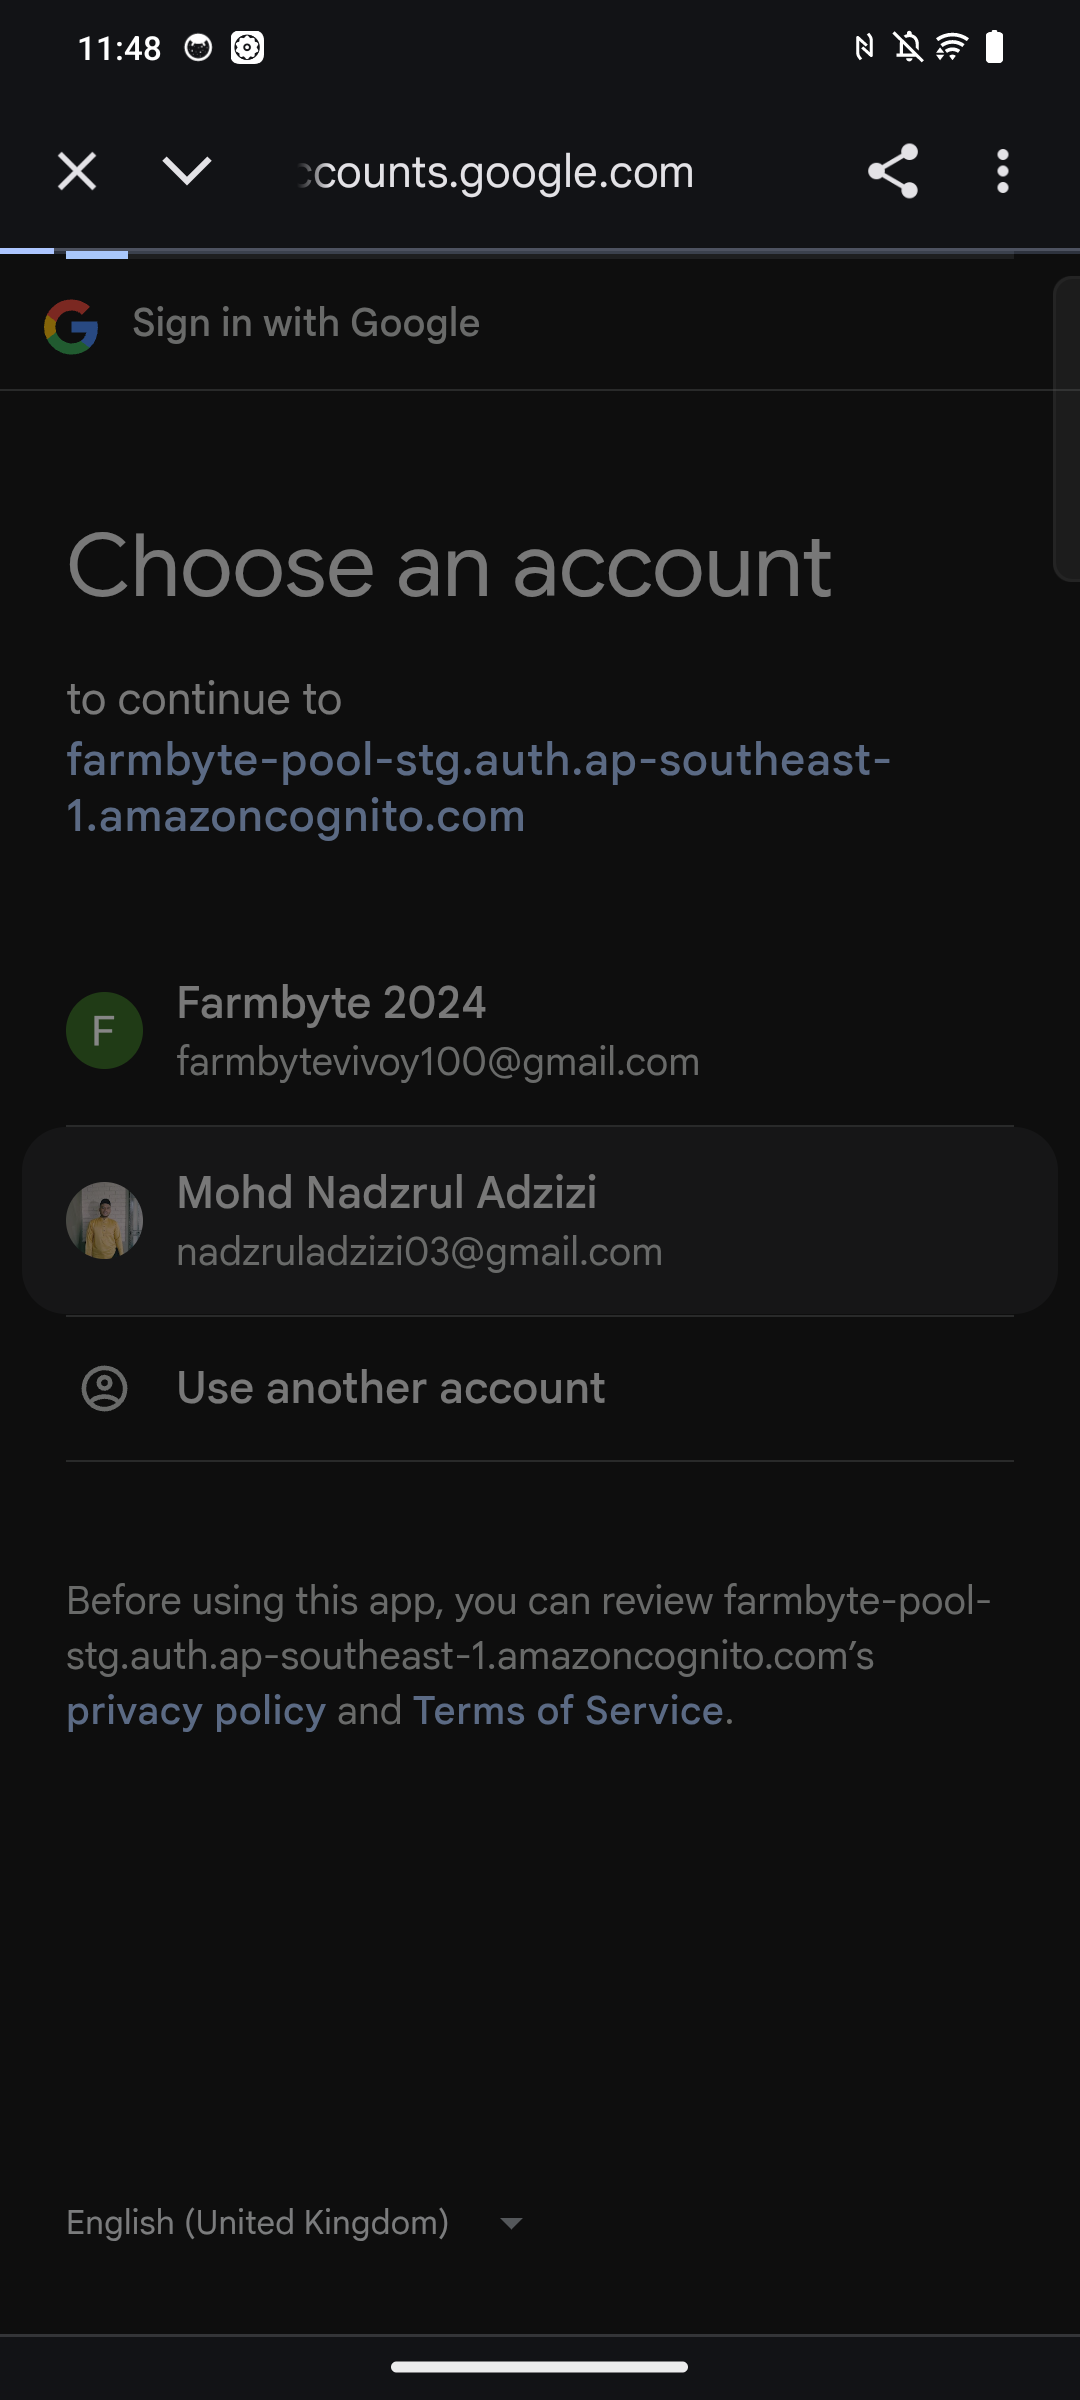 11:48
ccounts.google.com
Sign in with Google
Choose an account
to continue to
farmbyte-pool-stg.auth.ap-southeast-
1.amazoncognito.com
F
Farmbyte 2024
farmbytevivoy100@gmail.com
Mohd Nadzrul Adzizi
nadzruladzizi03@gmail.com
Use another account
Before using this app, you can review farmbyte-pool-
stg.auth.ap-southeast-1.amazoncognito.com’s
privacy policy and Terms of Service.
English (United Kingdom)